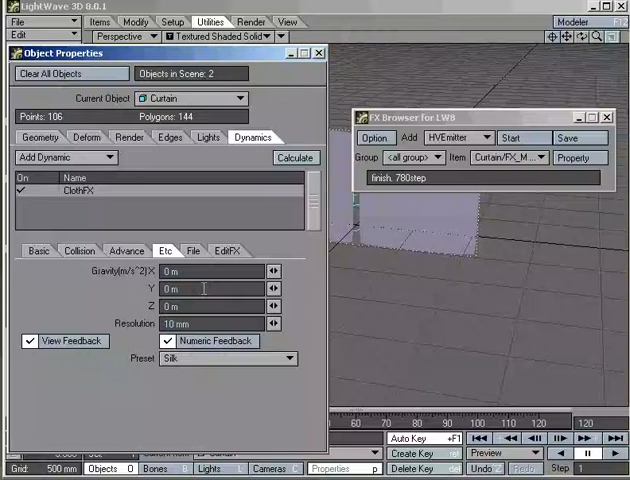 LightWave 3D 8.0.1
File Items Modify Setup Utilities Render View Modeler F12
Edit Perspective Textured Shaded Solid
Object Properties
Clear All Objects Objects in Scene: 2
Current Object Curtain
Points: 106 Polygons: 144
Geometry Deform Render Edges Lights Dynamics
Add Dynamic Calculate
On Name
ClothFX
Basic Collision Advance Etc File EditFX
Gravity(m/s^2)X 0 m
Y 0 m
Z 0 m
Resolution 10 mm
View Feedback Numeric Feedback
Preset Silk
FX Browser for LW8
Option Add HVEmitter Start Save
Group <all group> Item Curtain/FX_M... Property
finish. 780step
60 70 80 90 100 110 120 120
Auto Key +F1
Create Key Preview
Grid: 500 mm Objects O Bones B Lights L Cameras C Properties p Delete Key Undo Z Redo Step 1